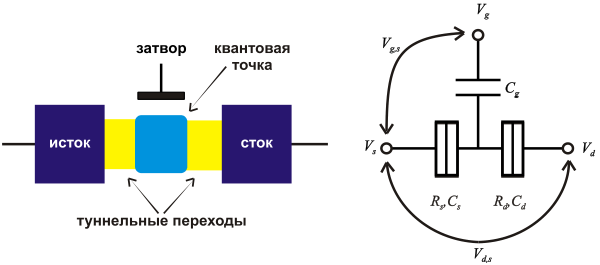 затвор
квантовая
точка
исток
сток
туннельные переходы
V_g
V_{g,s}
C_g
V_s
V_d
R_s,C_s
R_d,C_d
V_{d,s}